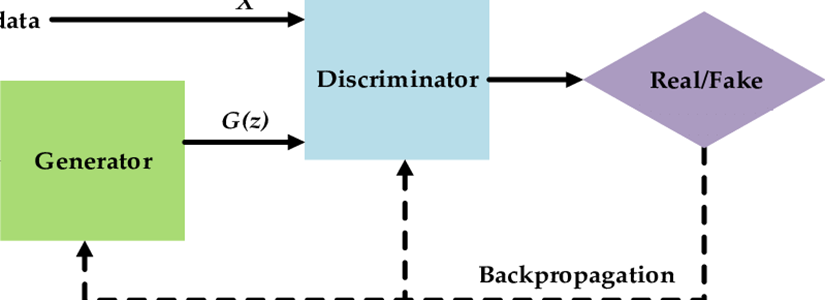 X
data
Discriminator
Real/Fake
G(z)
Generator
Backpropagation